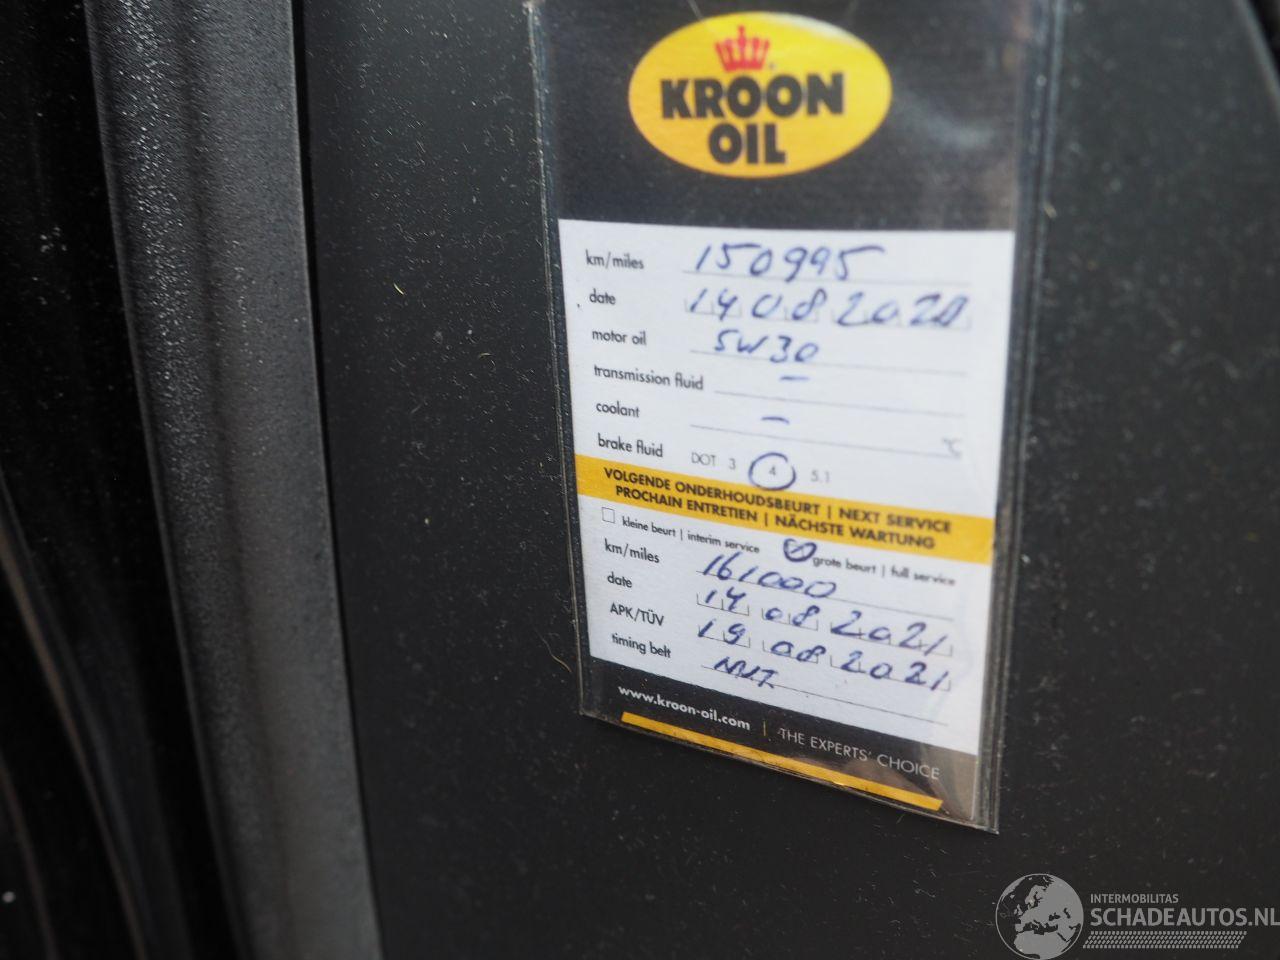 KROON
OIL
km/miles 150995
date 14 08 2020
motor oil 5W30
transmission fluid -
coolant - °C
brake fluid DOT 3 4 5.1
VOLGENDE ONDERHOUDSBEURT | NEXT SERVICE
PROCHAIN ENTRETIEN | NÄCHSTE WARTUNG
kleine beurt | interim service grote beurt | full service
km/miles 161000
date 14 08 2021
APK/TÜV 19 08 2021
timing belt
www.kroon-oil.com | THE EXPERTS' CHOICE
INTERMOBILITAS
SCHADEAUTOS.NL